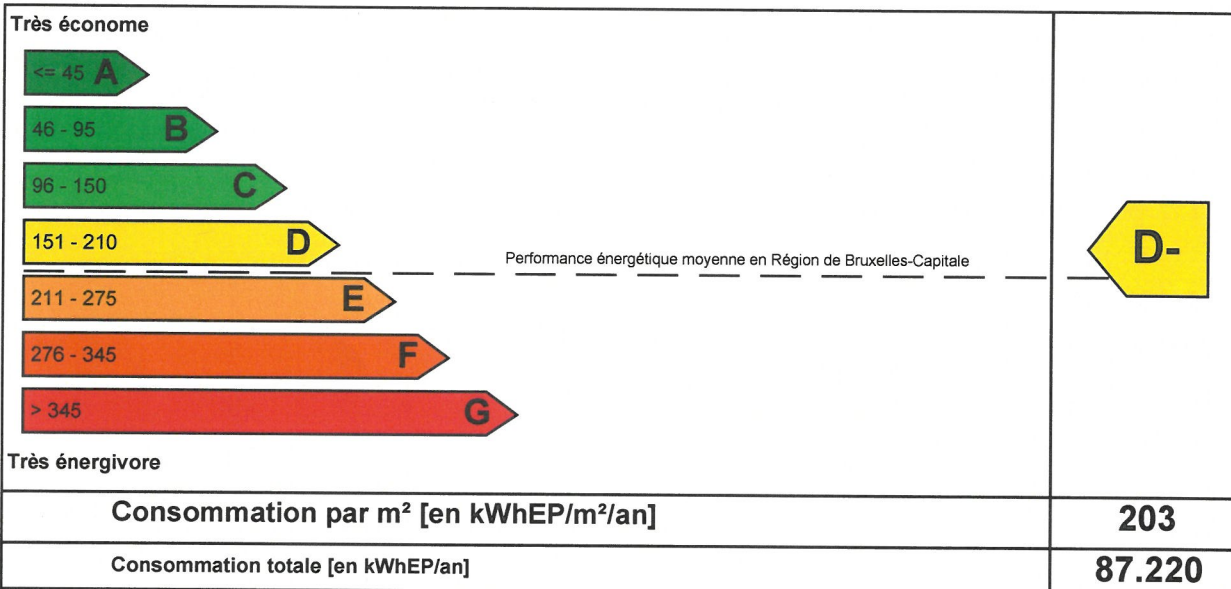 Très économe
<= 45 A
46 - 95 B
96 - 150 C
151 - 210 D
Performance énergétique moyenne en Région de Bruxelles-Capitale
D-
211 - 275 E
276 - 345 F
> 345 G
Très énergivore
Consommation par m² [en kWhEP/m²/an] 203
Consommation totale [en kWhEP/an] 87.220